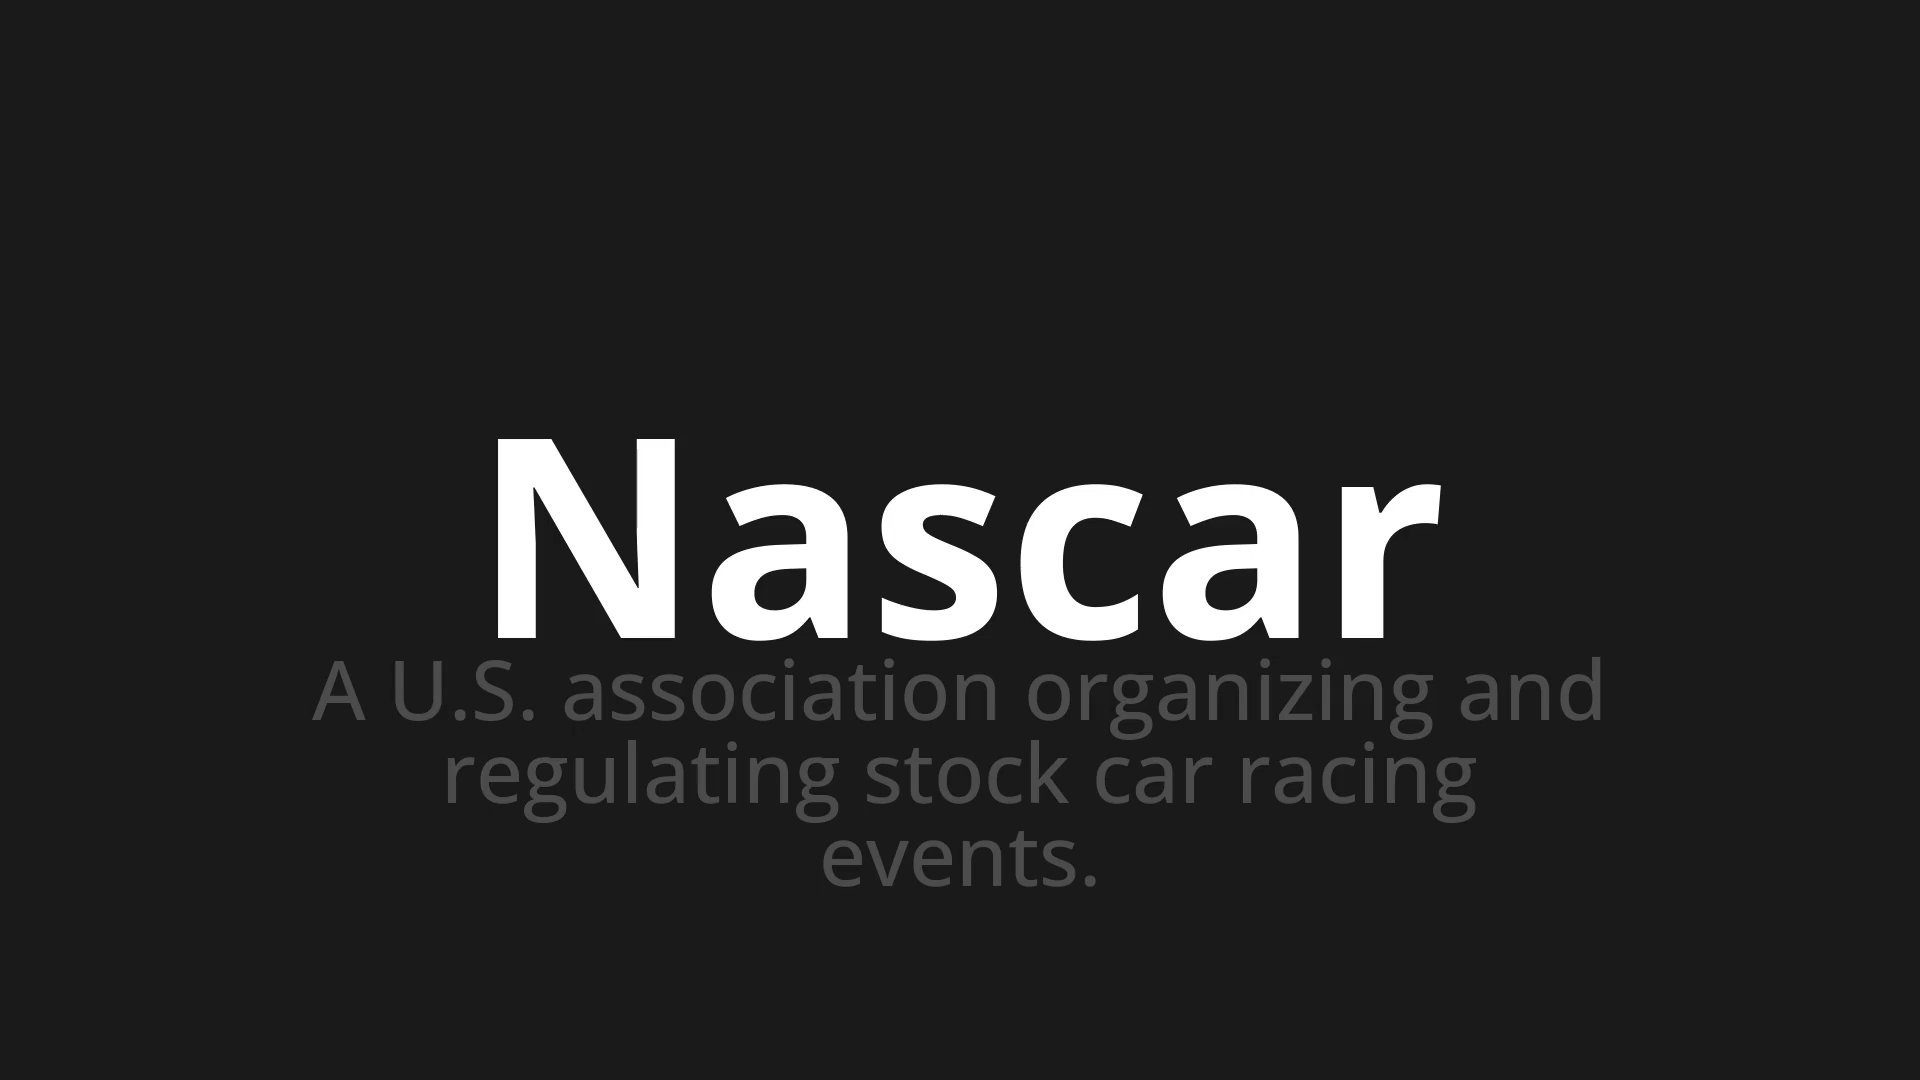 Nascar
A U.S. association organizing and
regulating stock car racing
events.